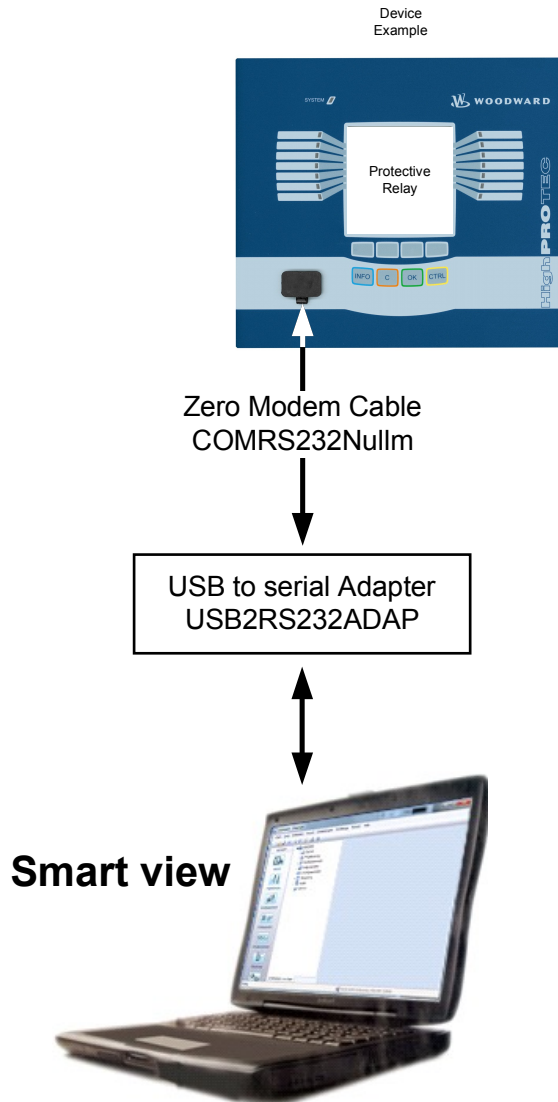 Device
Example
SYSTEM
WOODWARD
Protective
Relay
HighPROTEC
INFO C OK CTRL
Zero Modem Cable
COMRS232Nullm
USB to serial Adapter
USB2RS232ADAP
Smart view